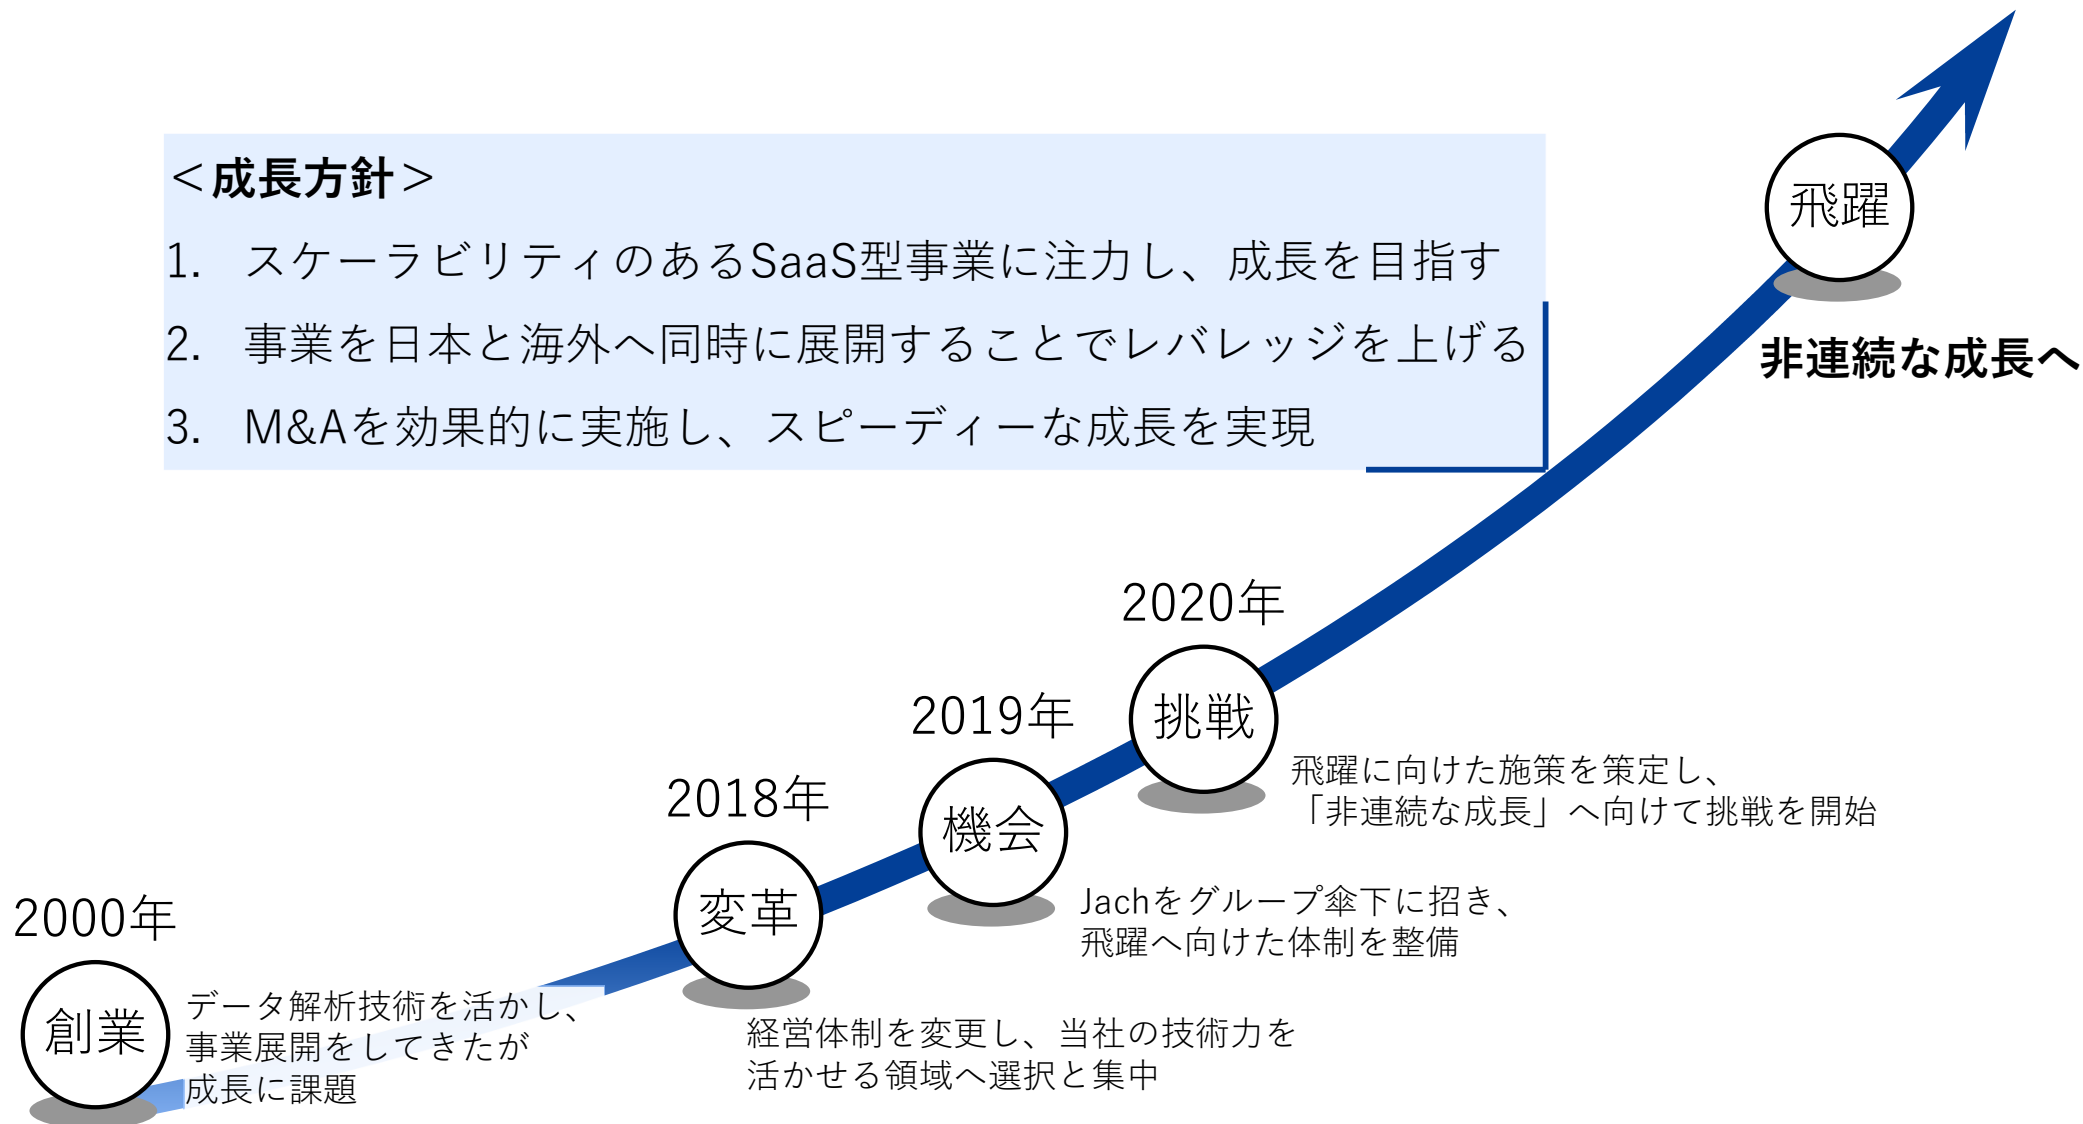 ＜成長方針＞
1. スケーラビリティのあるSaaS型事業に注力し、成長を目指す
2. 事業を日本と海外へ同時に展開することでレバレッジを上げる
3. M&Aを効果的に実施し、スピーディーな成長を実現
飛躍
非連続な成長へ
2020年
挑戦
飛躍に向けた施策を策定し、
「非連続な成長」へ向けて挑戦を開始
2019年
機会
Jachをグループ傘下に招き、
飛躍へ向けた体制を整備
2018年
変革
経営体制を変更し、当社の技術力を
活かせる領域へ選択と集中
2000年
創業
データ解析技術を活かし、
事業展開をしてきたが
成長に課題